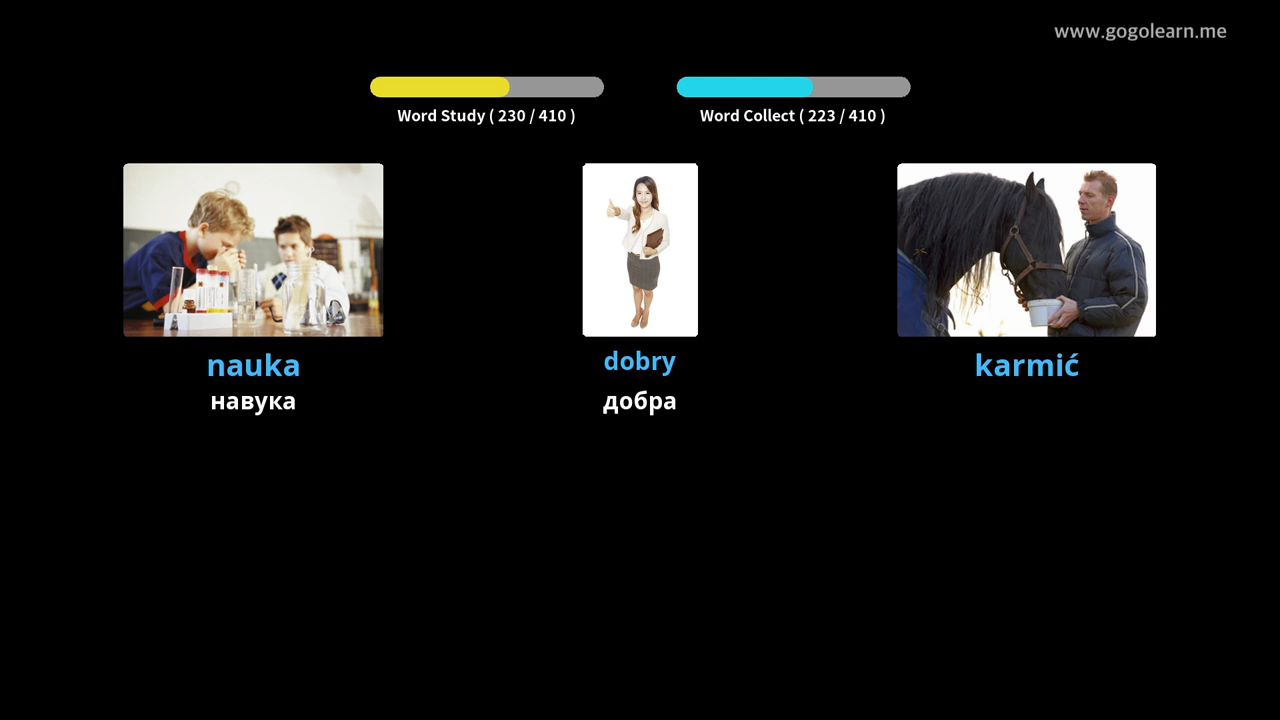 www.gogolearn.me
Word Study ( 230 / 410 )
Word Collect ( 223 / 410 )
nauka
навука
dobry
добра
karmić